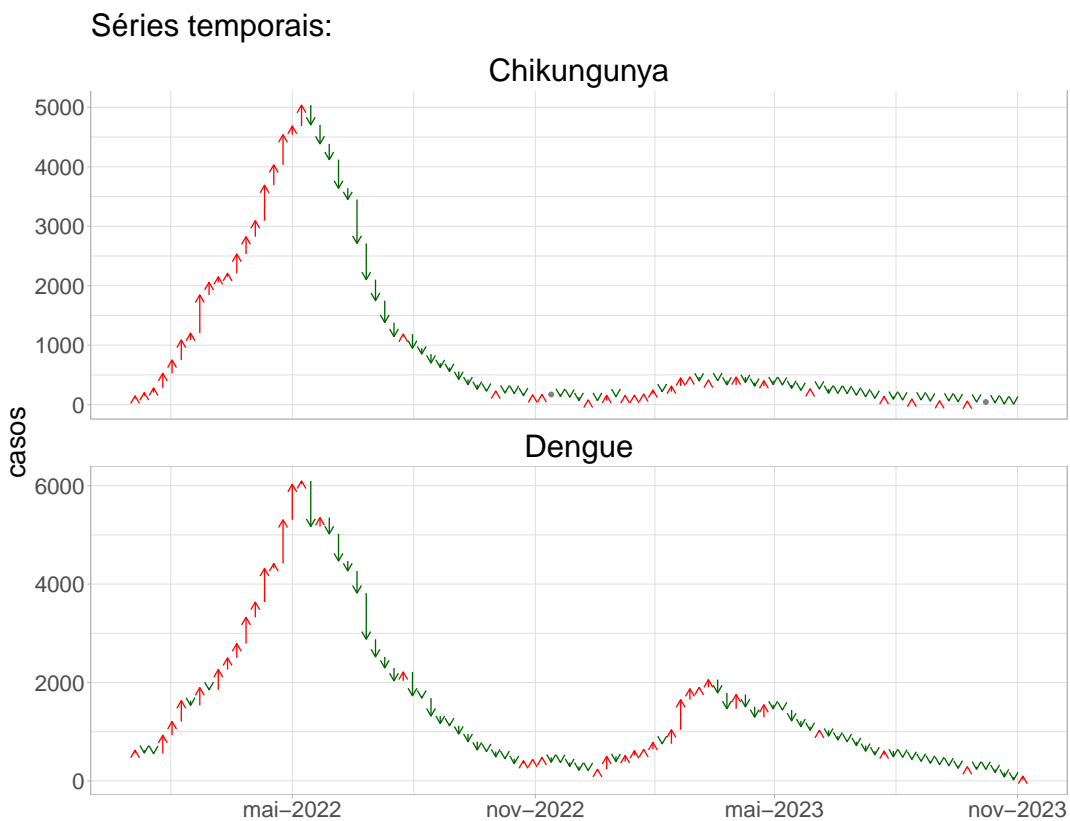 Séries temporais:
Chikungunya
5000
4000
3000
2000
1000
0
casos
Dengue
6000
4000
2000
0
mai−2022 nov−2022 mai−2023 nov−2023